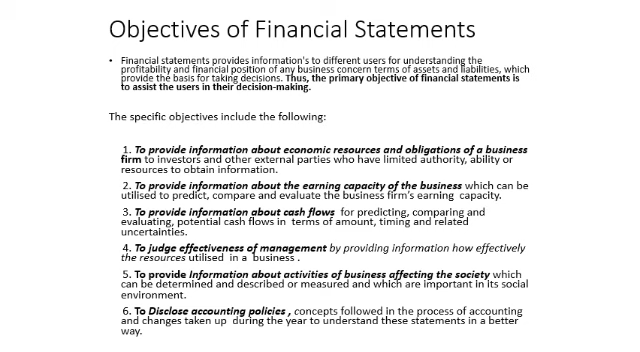 Objectives of Financial Statements
• Financial statements provides information's to different users for understanding the
profitability and financial position of any business concern terms of assets and liabilities, which
provide the basis for taking decisions. Thus, the primary objective of financial statements is
to assist the users in their decision-making.
The specific objectives include the following:
1. To provide information about economic resources and obligations of a business
firm to investors and other external parties who have limited authority, ability or
resources to obtain information.
2. To provide information about the earning capacity of the business which can be
utilised to predict, compare and evaluate the business firm's earning capacity.
3. To provide information about cash flows for predicting, comparing and
evaluating, potential cash flows in terms of amount, timing and related
uncertainties.
4. To judge effectiveness of management by providing information how effectively
the resources utilised in a business .
5. To provide Information about activities of business affecting the society which
can be determined and described or measured and which are important in its social
environment.
6. To Disclose accounting policies , concepts followed in the process of accounting
and changes taken up during the year to understand these statements in a better
way.